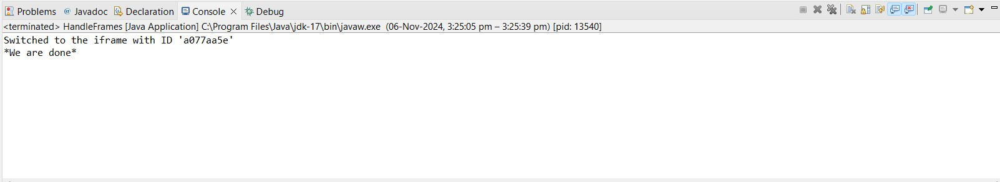 Problems @ Javadoc Declaration Console Debug
<terminated> HandleFrames [Java Application] C:\Program Files\Java\jdk-17\bin\javaw.exe (06-Nov-2024, 3:25:05 pm – 3:25:39 pm) [pid: 13540]
Switched to the iframe with ID 'a077aa5e'
*We are done*